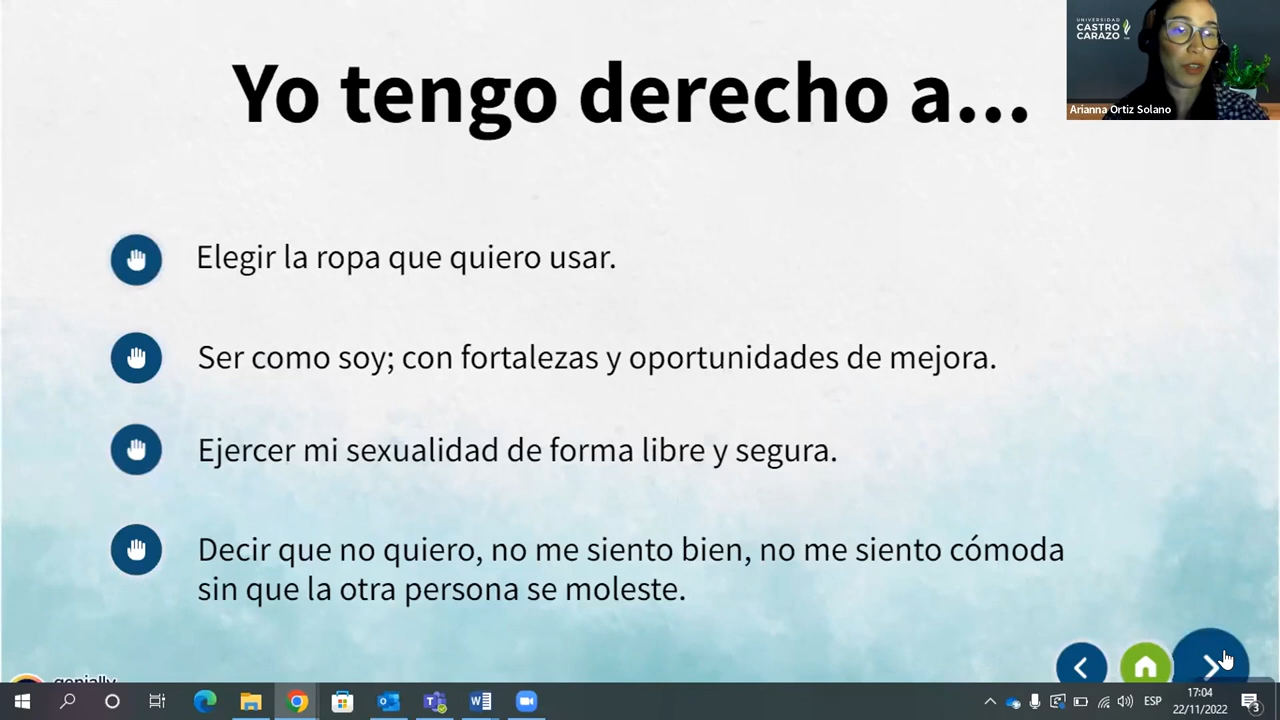 Yo tengo derecho a...
UNIVERSIDAD
CASTRO
CARAZO
Arianna Ortiz Solano
Elegir la ropa que quiero usar.
Ser como soy; con fortalezas y oportunidades de mejora.
Ejercer mi sexualidad de forma libre y segura.
Decir que no quiero, no me siento bien, no me siento cómoda
sin que la otra persona se moleste.
genially
ESP
17:04
22/11/2022
3